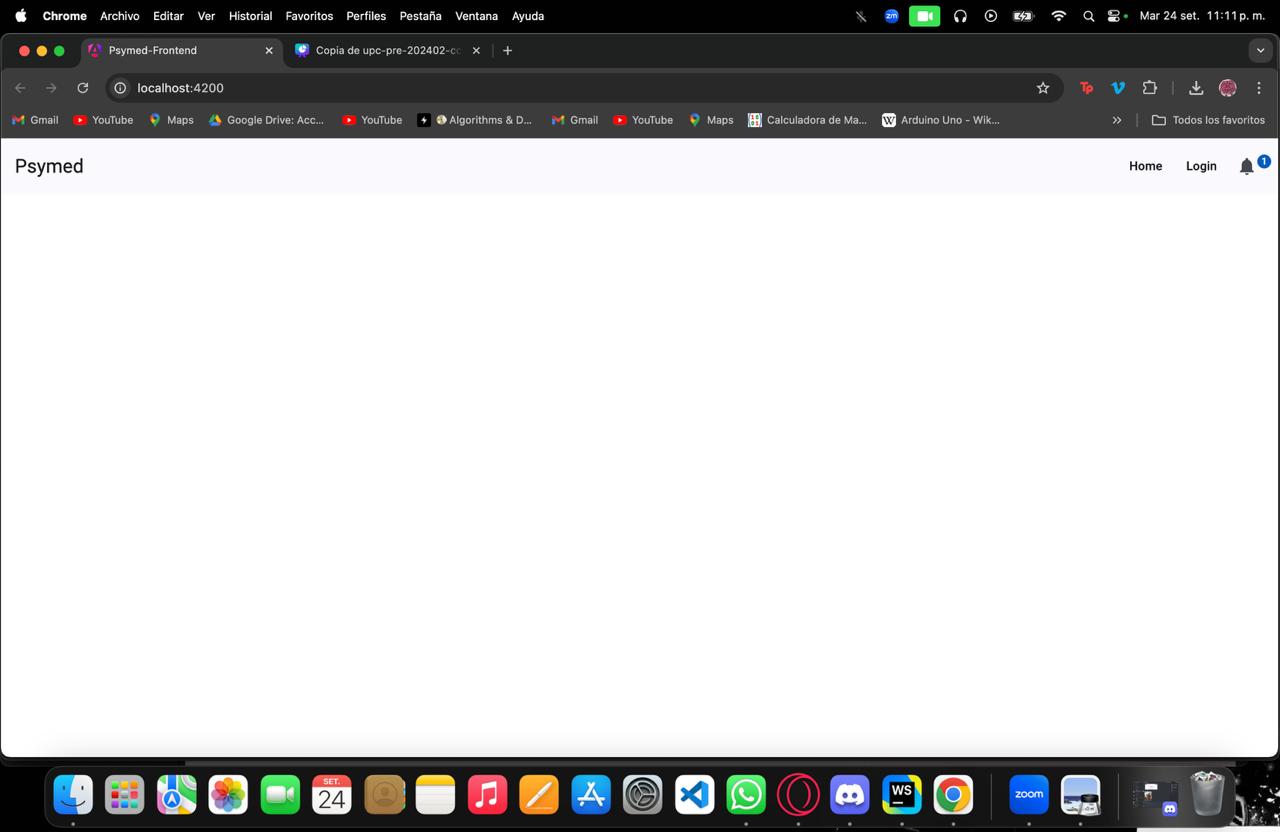 Chrome Archivo Editar Ver Historial Favoritos Perfiles Pestaña Ventana Ayuda zm Mar 24 set. 11:11 p. m.
Psymed-Frontend Copia de upc-pre-202402-cc
localhost:4200
Gmail YouTube Maps Google Drive: Acc... YouTube Algorithms & D... Gmail YouTube Maps Calculadora de Ma... Arduino Uno - Wik... » Todos los favoritos
Psymed Home Login 1
SET.
24 WS zoom